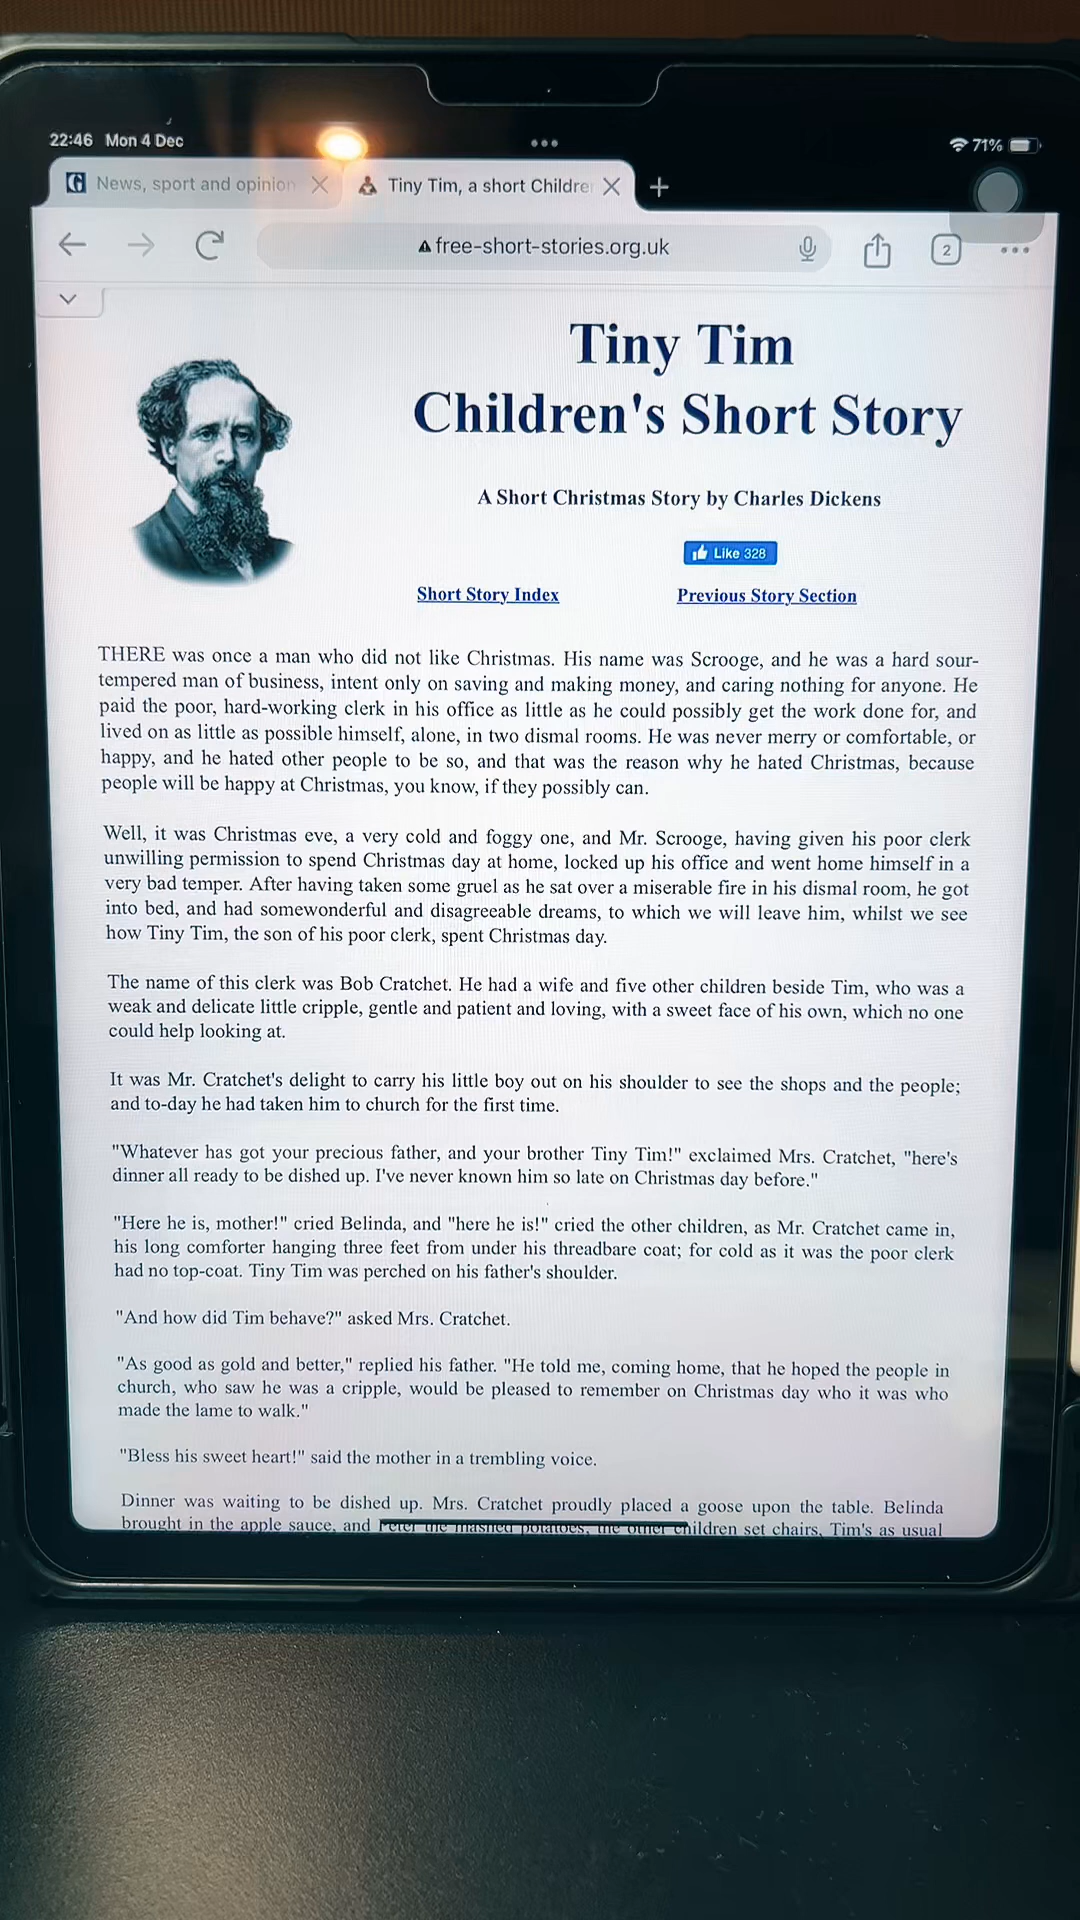 22:46 Mon 4 Dec
71%
News, sport and opinion
Tiny Tim, a short Childre
free-short-stories.org.uk
2
Tiny Tim
Children's Short Story
A Short Christmas Story by Charles Dickens
Like 328
Short Story Index Previous Story Section
THERE was once a man who did not like Christmas. His name was Scrooge, and he was a hard sour-
tempered man of business, intent only on saving and making money, and caring nothing for anyone. He
paid the poor, hard-working clerk in his office as little as he could possibly get the work done for, and
lived on as little as possible himself, alone, in two dismal rooms. He was never merry or comfortable, or
happy, and he hated other people to be so, and that was the reason why he hated Christmas, because
people will be happy at Christmas, you know, if they possibly can.
Well, it was Christmas eve, a very cold and foggy one, and Mr. Scrooge, having given his poor clerk
unwilling permission to spend Christmas day at home, locked up his office and went home himself in a
very bad temper. After having taken some gruel as he sat over a miserable fire in his dismal room, he got
into bed, and had somewonderful and disagreeable dreams, to which we will leave him, whilst we see
how Tiny Tim, the son of his poor clerk, spent Christmas day.
The name of this clerk was Bob Cratchet. He had a wife and five other children beside Tim, who was a
weak and delicate little cripple, gentle and patient and loving, with a sweet face of his own, which no one
could help looking at.
It was Mr. Cratchet's delight to carry his little boy out on his shoulder to see the shops and the people;
and to-day he had taken him to church for the first time.
"Whatever has got your precious father, and your brother Tiny Tim!" exclaimed Mrs. Cratchet, "here's
dinner all ready to be dished up. I've never known him so late on Christmas day before."
"Here he is, mother!" cried Belinda, and "here he is!" cried the other children, as Mr. Cratchet came in,
his long comforter hanging three feet from under his threadbare coat; for cold as it was the poor clerk
had no top-coat. Tiny Tim was perched on his father's shoulder.
"And how did Tim behave?" asked Mrs. Cratchet.
"As good as gold and better," replied his father. "He told me, coming home, that he hoped the people in
church, who saw he was a cripple, would be pleased to remember on Christmas day who it was who
made the lame to walk."
"Bless his sweet heart!" said the mother in a trembling voice.
Dinner was waiting to be dished up. Mrs. Cratchet proudly placed a goose upon the table. Belinda
brought in the apple sauce, and Peter the mashed potatoes, the other children set chairs, Tim's as usual